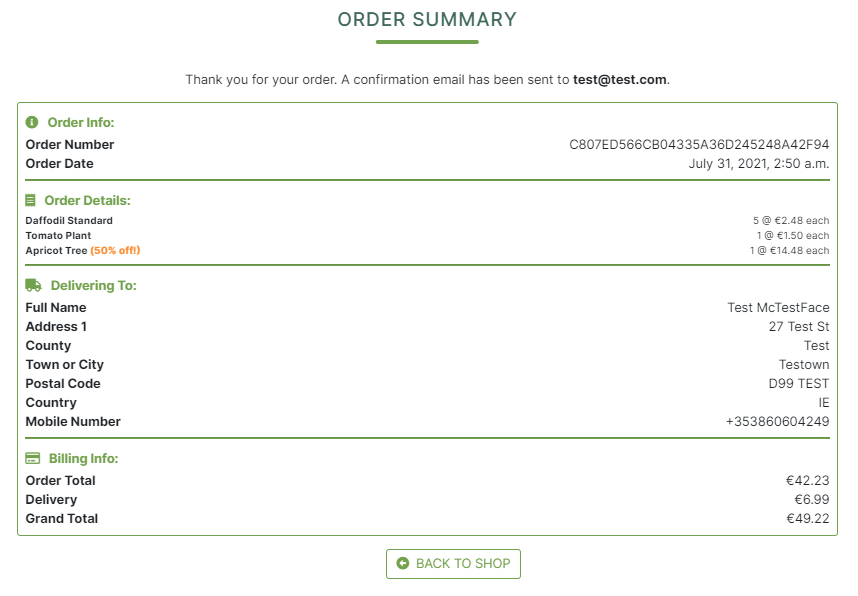 ORDER SUMMARY
Thank you for your order. A confirmation email has been sent to test@test.com.
Order Info:
Order Number C807ED566CB04335A36D245248A42F94
Order Date July 31, 2021, 2:50 a.m.
Order Details:
Daffodil Standard 5 @ €2.48 each
Tomato Plant 1 @ €1.50 each
Apricot Tree (50% off!) 1 @ €14.48 each
Delivering To:
Full Name Test McTestFace
Address 1 27 Test St
County Test
Town or City Testown
Postal Code D99 TEST
Country IE
Mobile Number +353860604249
Billing Info:
Order Total €42.23
Delivery €6.99
Grand Total €49.22
BACK TO SHOP